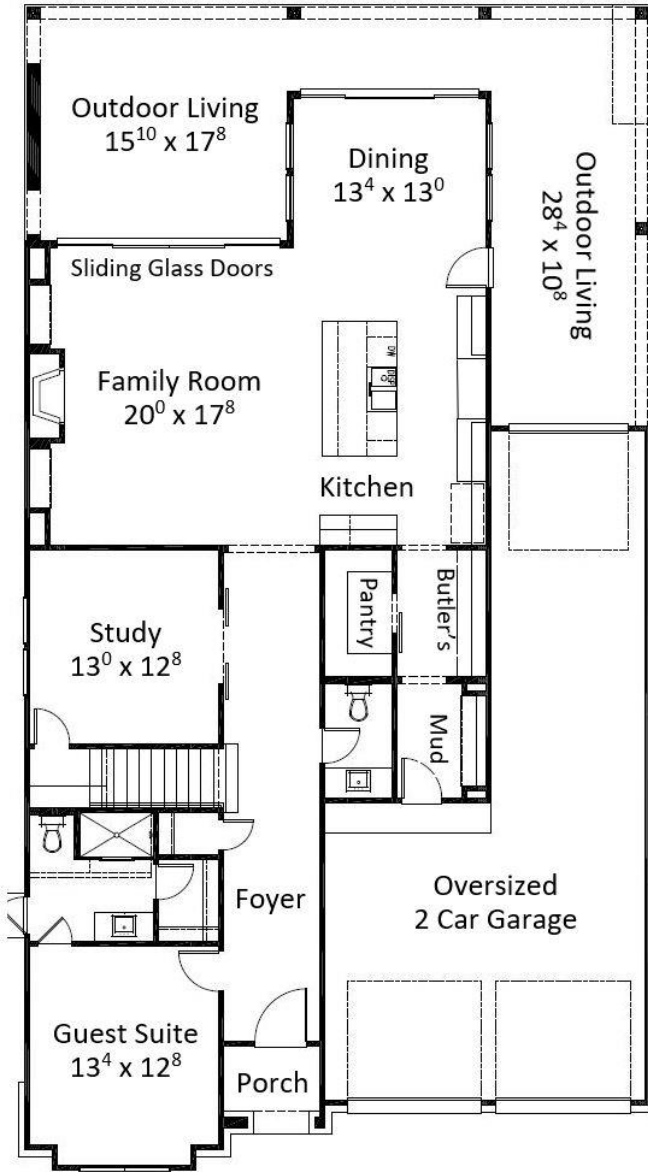 Outdoor Living
15¹⁰ x 17⁸
Dining
13⁴ x 13⁰
Outdoor Living
28⁴ x 10⁸
Sliding Glass Doors
Family Room
20⁰ x 17⁸
Kitchen
Pantry
Butler's
Study
13⁰ x 12⁸
Mud
Foyer
Oversized
2 Car Garage
Guest Suite
13⁴ x 12⁸
Porch